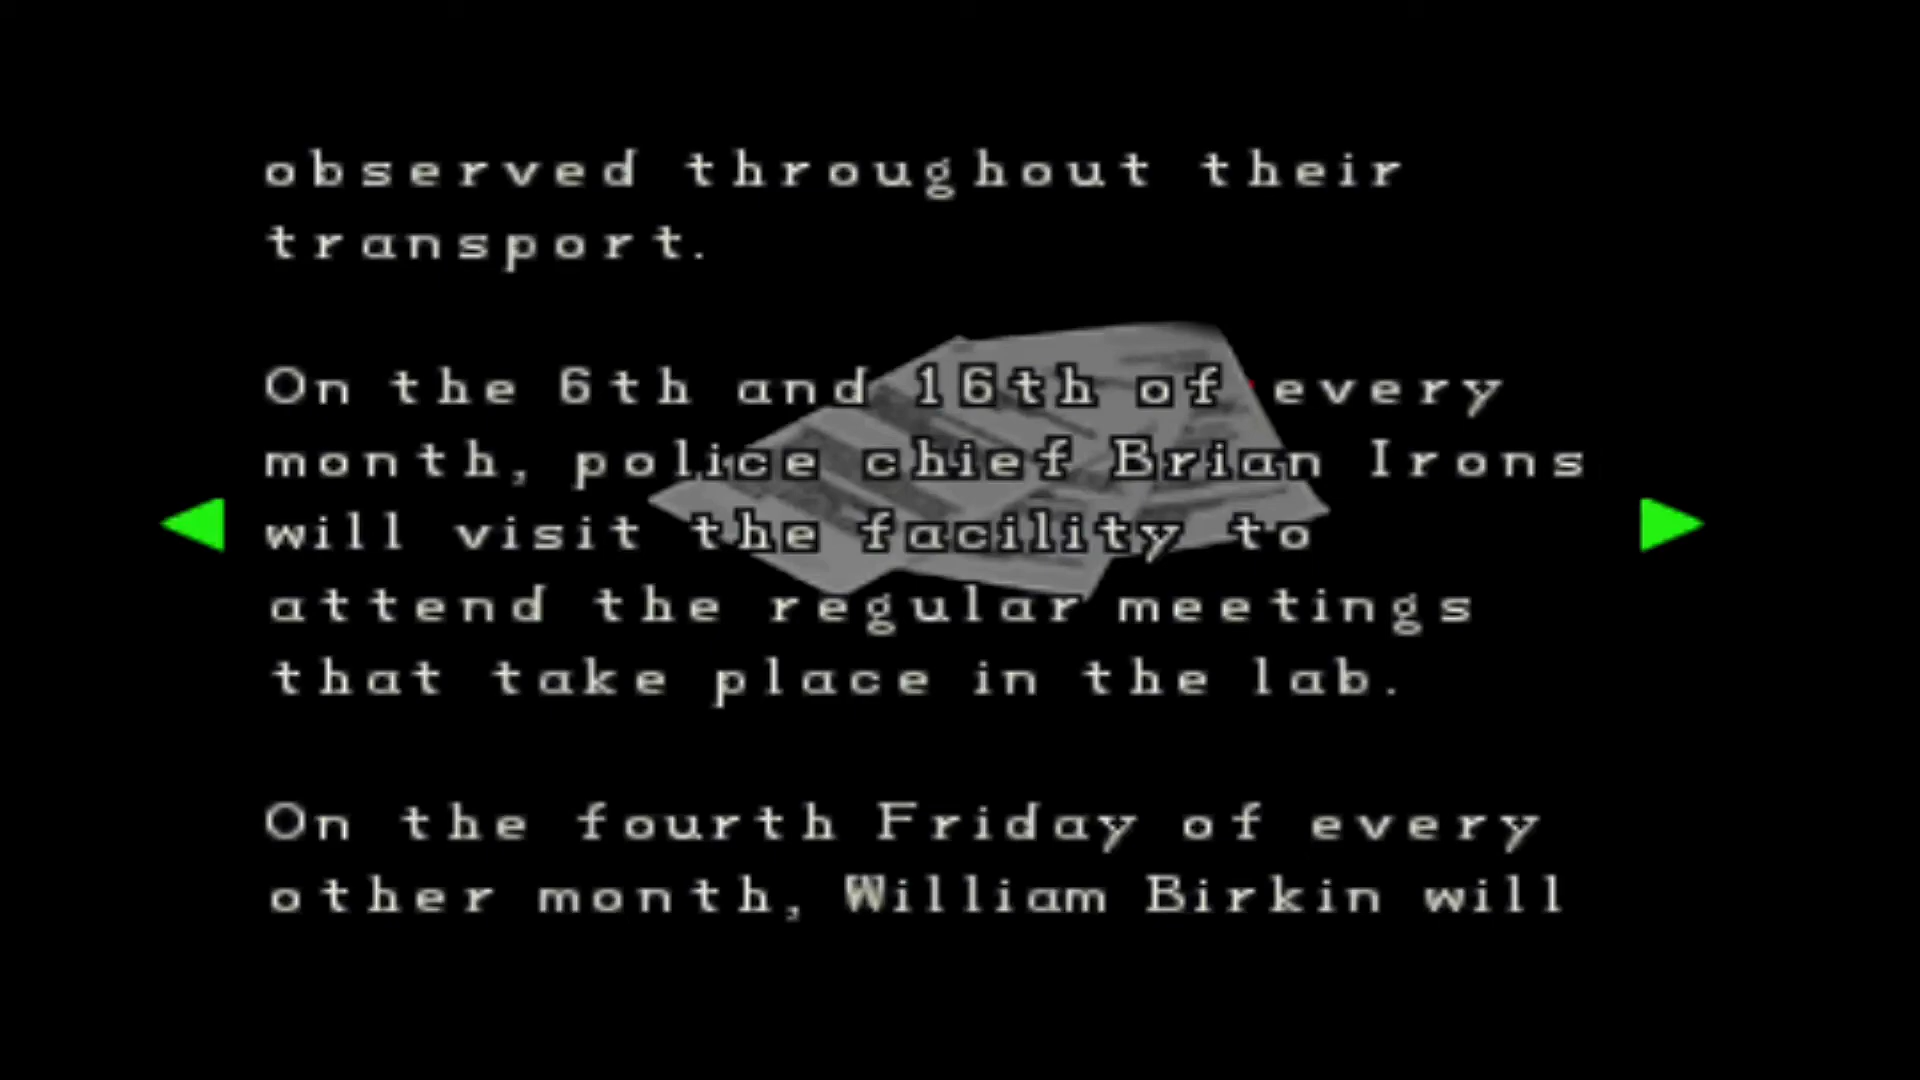 observed throughout their
transport.
On the 6th and 16th of every
month, police chief Brian Irons
will visit the facility to
attend the regular meetings
that take place in the lab.
On the fourth Friday of every
other month, William Birkin will